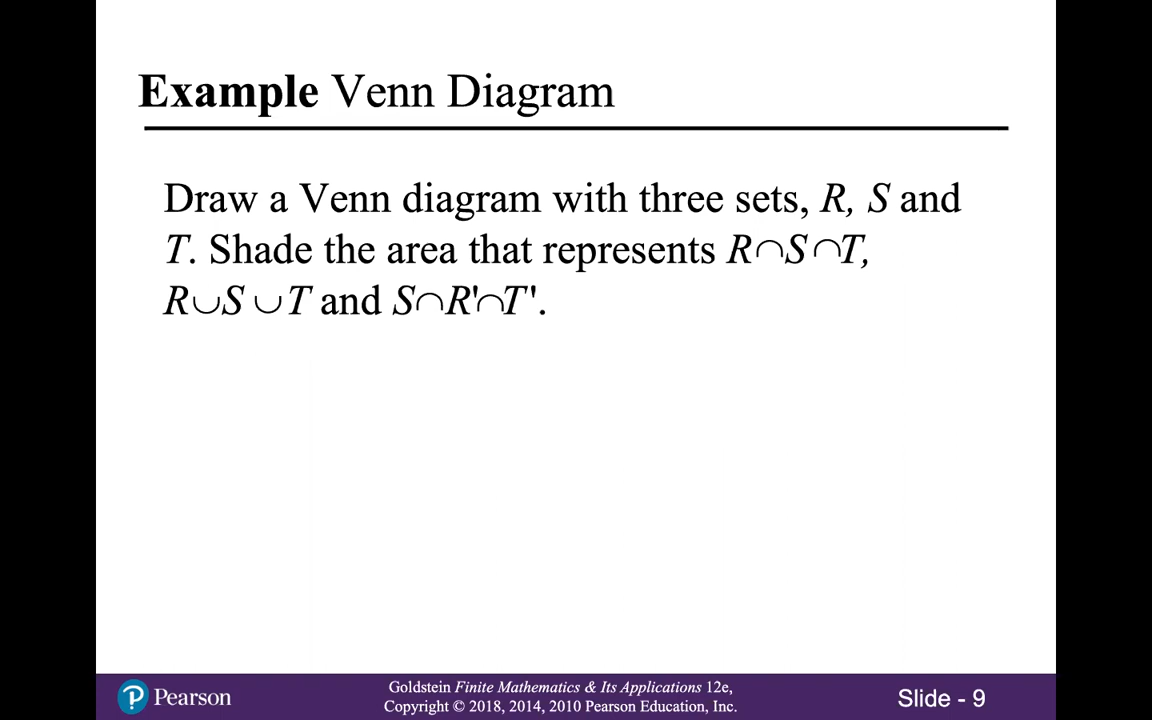 Example Venn Diagram
Draw a Venn diagram with three sets, R, S and
T. Shade the area that represents R∩S∩T,
R∪S ∪T and S∩R'∩T'.
Pearson
Goldstein Finite Mathematics & Its Applications 12e,
Copyright © 2018, 2014, 2010 Pearson Education, Inc.
Slide - 9